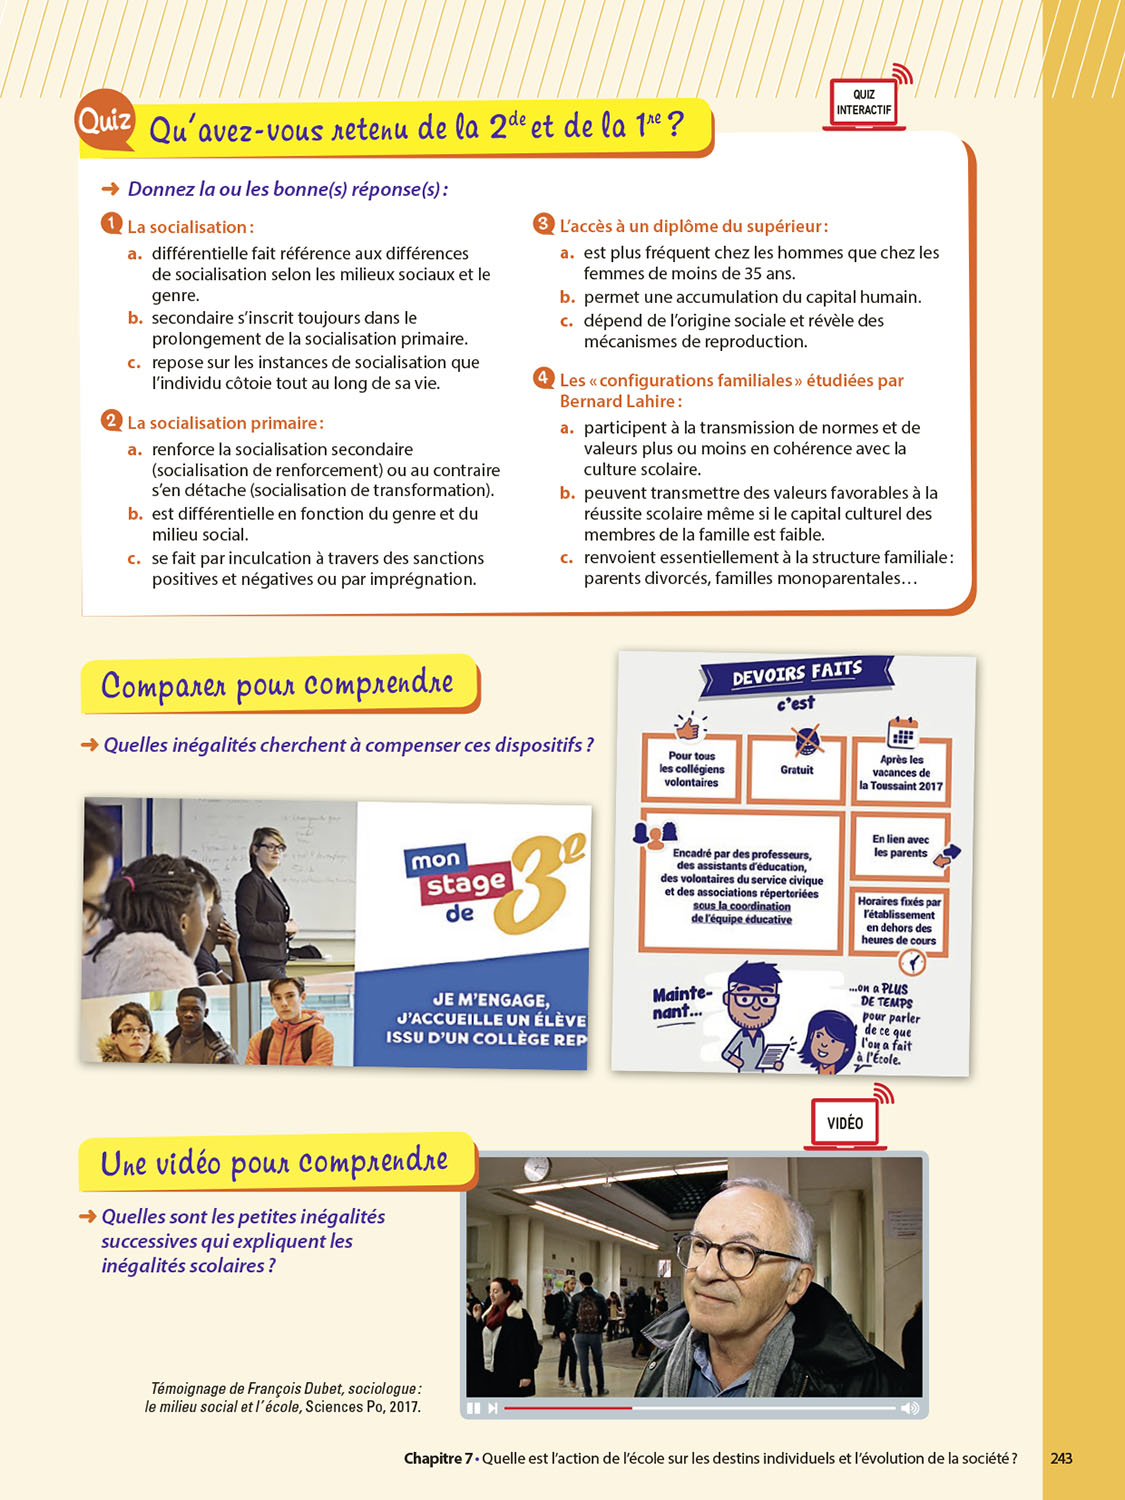 QUIZ
INTERACTIF
Quiz
Qu'avez-vous retenu de la 2de et de la 1re ?
➜ Donnez la ou les bonne(s) réponse(s) :
1 La socialisation :
a. différentielle fait référence aux différences
de socialisation selon les milieux sociaux et le
genre.
b. secondaire s'inscrit toujours dans le
prolongement de la socialisation primaire.
c. repose sur les instances de socialisation que
l'individu côtoie tout au long de sa vie.
2 La socialisation primaire :
a. renforce la socialisation secondaire
(socialisation de renforcement) ou au contraire
s'en détache (socialisation de transformation).
b. est différentielle en fonction du genre et du
milieu social.
c. se fait par inculcation à travers des sanctions
positives et négatives ou par imprégnation.
3 L'accès à un diplôme du supérieur :
a. est plus fréquent chez les hommes que chez les
femmes de moins de 35 ans.
b. permet une accumulation du capital humain.
c. dépend de l'origine sociale et révèle des
mécanismes de reproduction.
4 Les « configurations familiales » étudiées par
Bernard Lahire :
a. participent à la transmission de normes et de
valeurs plus ou moins en cohérence avec la
culture scolaire.
b. peuvent transmettre des valeurs favorables à la
réussite scolaire même si le capital culturel des
membres de la famille est faible.
c. renvoient essentiellement à la structure familiale :
parents divorcés, familles monoparentales…
Comparer pour comprendre
➜ Quelles inégalités cherchent à compenser ces dispositifs ?
mon
stage
de
3e
JE M'ENGAGE,
J'ACCUEILLE UN ÉLÈVE
ISSU D'UN COLLÈGE REP
DEVOIRS FAITS
c'est
Pour tous
les collégiens
volontaires
Gratuit
Après les
vacances de
la Toussaint 2017
Encadré par des professeurs,
des assistants d'éducation,
des volontaires du service civique
et des associations répertoriées
sous la coordination
de l'équipe éducative
En lien avec
les parents
Horaires fixés par
l'établissement
en dehors des
heures de cours
Mainte-
nant...
...on a PLUS
DE TEMPS
pour parler
de ce que
l'on a fait
à l'École.
VIDÉO
Une vidéo pour comprendre
➜ Quelles sont les petites inégalités
successives qui expliquent les
inégalités scolaires ?
Témoignage de François Dubet, sociologue :
le milieu social et l'école, Sciences Po, 2017.
Chapitre 7 • Quelle est l'action de l'école sur les destins individuels et l'évolution de la société ? 243